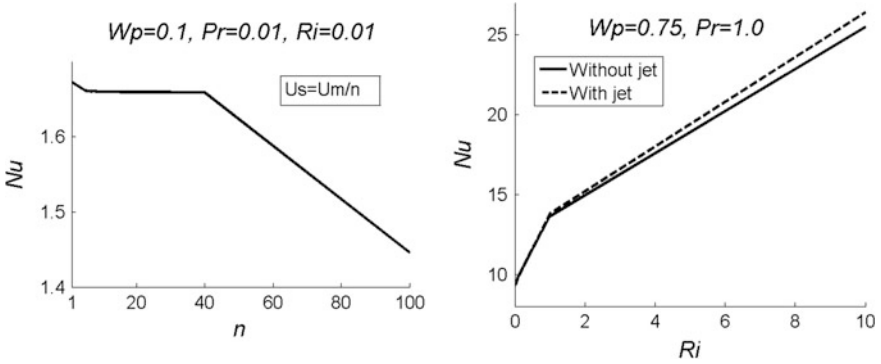 Wp=0.1, Pr=0.01, Ri=0.01
Us=Um/n
1.6
1.5
1.4
Nu
1 20 40 60 80 100
n
Wp=0.75, Pr=1.0
Without jet
With jet
25
20
15
10
Nu
0 2 4 6 8 10
Ri